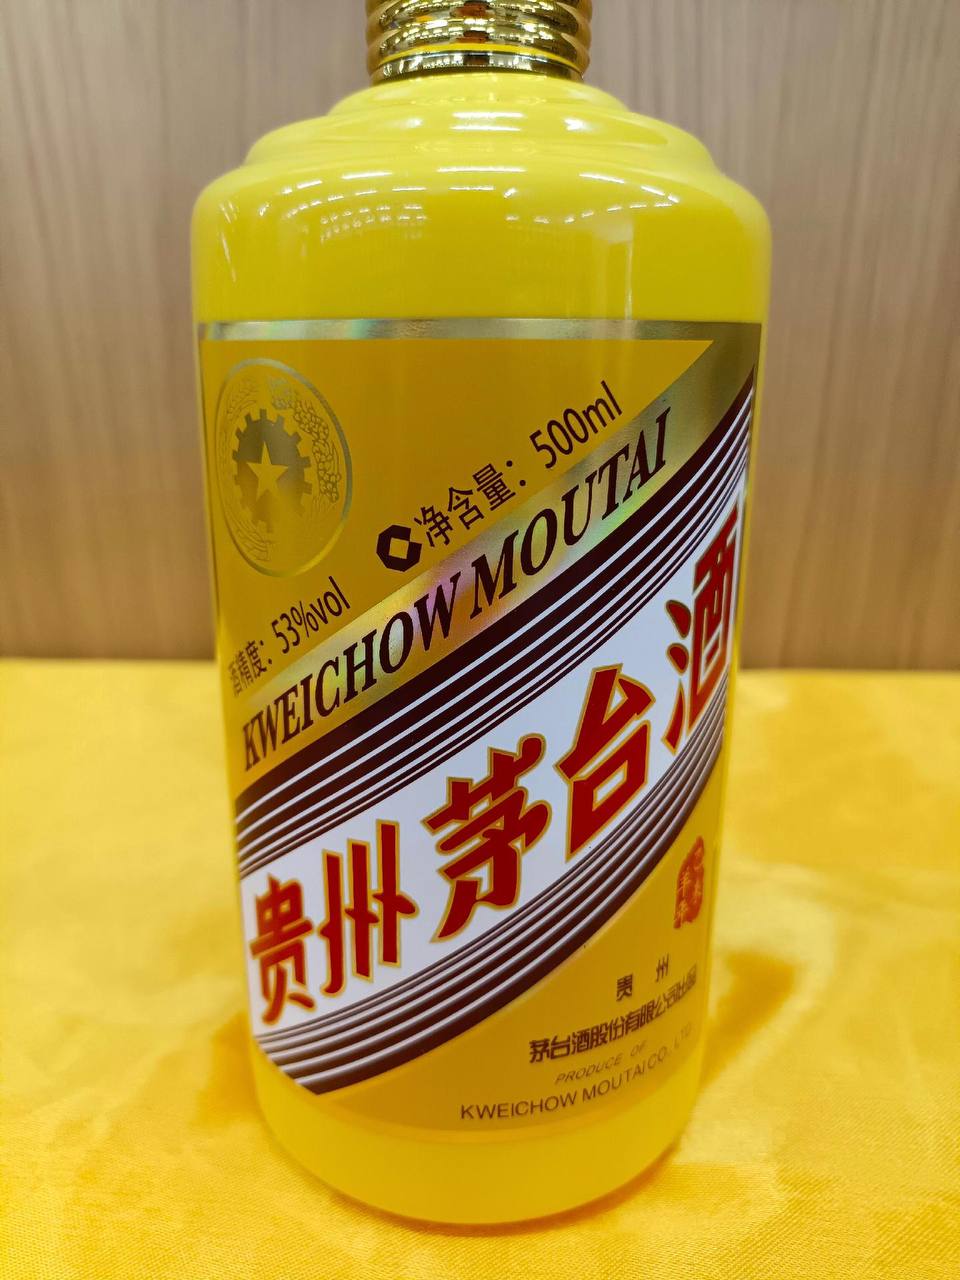 净含量：500ml
酒精度：53%vol
KWEICHOW MOUTAI
贵州茅台酒
贵 州
茅台酒股份有限公司出品
PRODUCE OF
KWEICHOW MOUTAI CO., LTD.